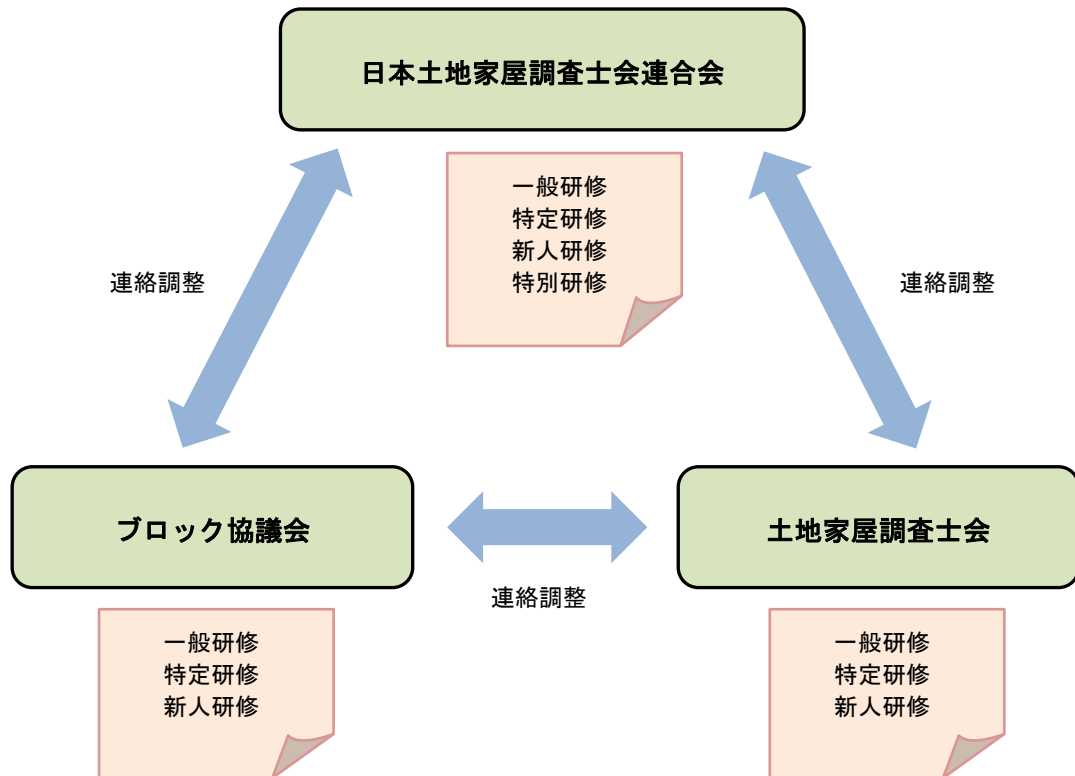 日本土地家屋調査士会連合会
一般研修
特定研修
新人研修
特別研修
連絡調整
連絡調整
ブロック協議会
土地家屋調査士会
連絡調整
一般研修
特定研修
新人研修
一般研修
特定研修
新人研修